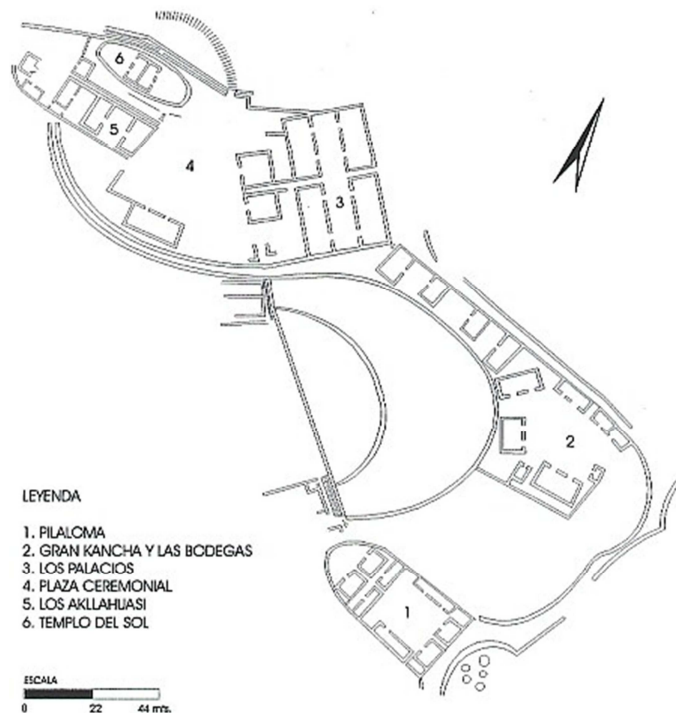 6
5
4
3
2
1
LEYENDA
1. PILALOMA
2. GRAN KANCHA Y LAS BODEGAS
3. LOS PALACIOS
4. PLAZA CEREMONIAL
5. LOS AKLLAHUASI
6. TEMPLO DEL SOL
ESCALA
0 22 44 mts.